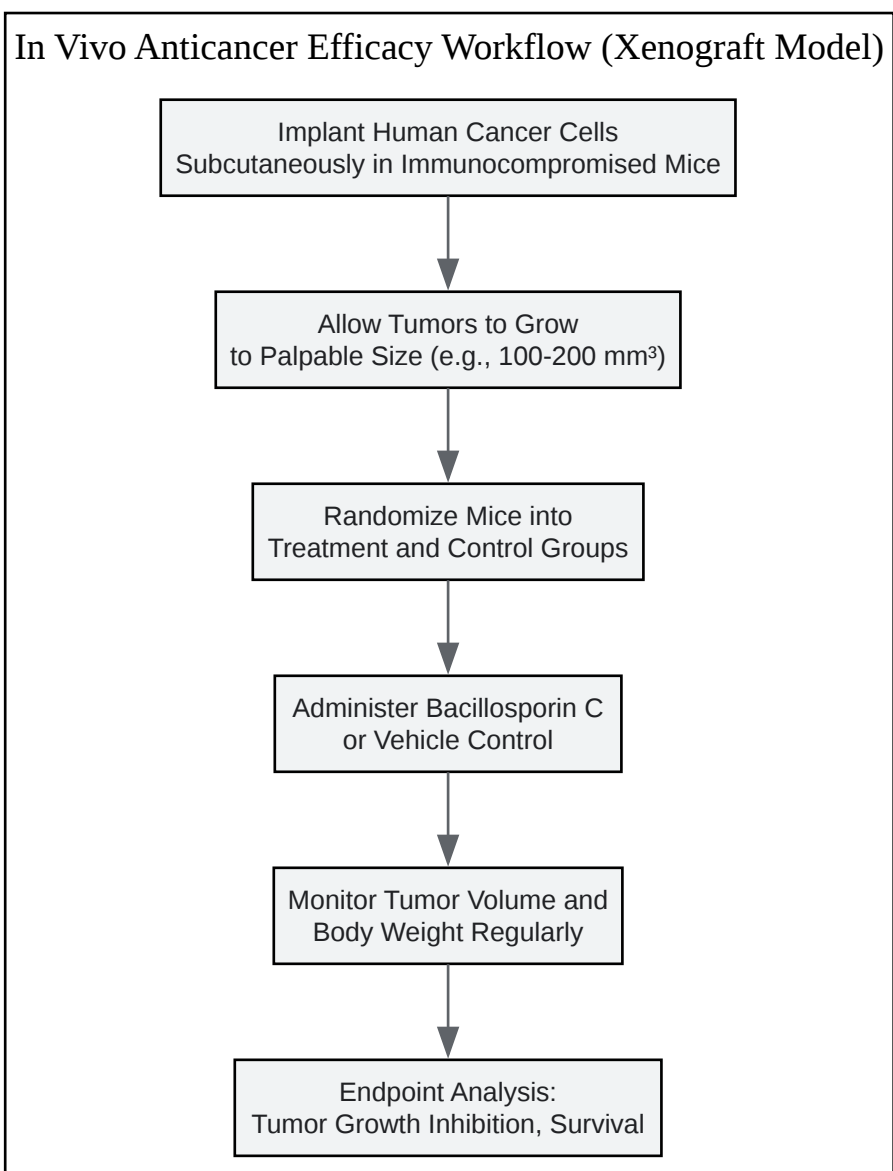 In Vivo Anticancer Efficacy Workflow (Xenograft Model)
Implant Human Cancer Cells
Subcutaneously in Immunocompromised Mice
Allow Tumors to Grow
to Palpable Size (e.g., 100-200 mm³)
Randomize Mice into
Treatment and Control Groups
Administer Bacillosporin C
or Vehicle Control
Monitor Tumor Volume and
Body Weight Regularly
Endpoint Analysis:
Tumor Growth Inhibition, Survival